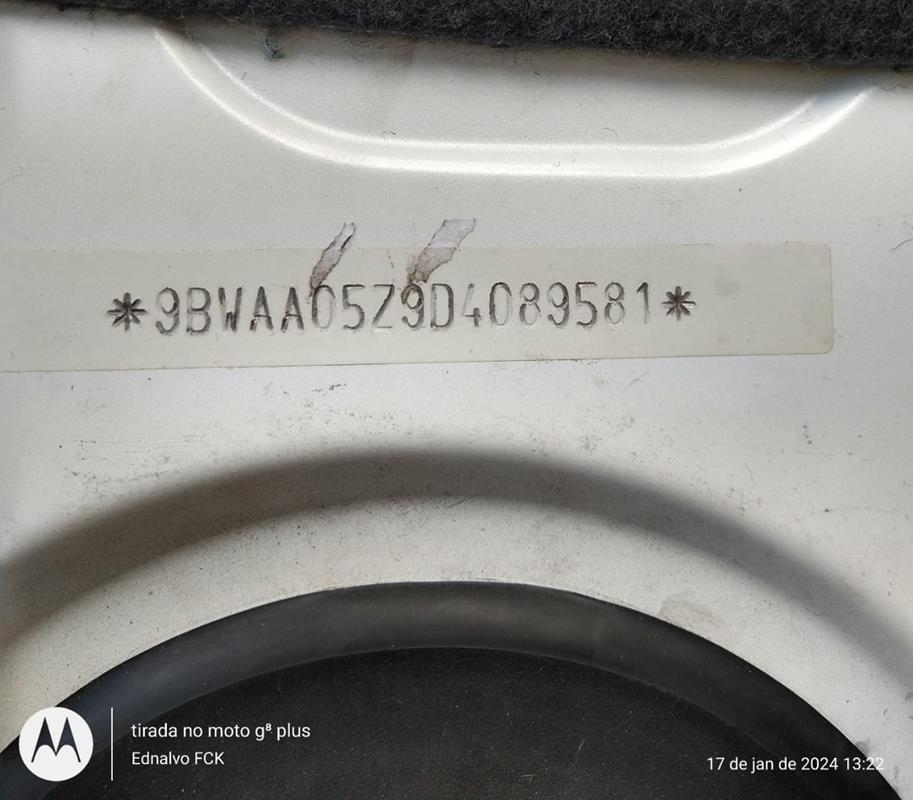 *9BWAA05Z9D4089581*
tirada no moto g⁸ plus
Ednalvo FCK
17 de jan de 2024 13:22